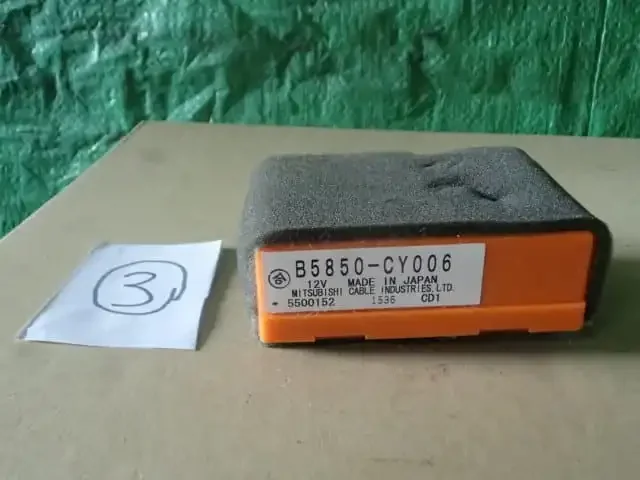 3
B5850-CY006
12V MADE IN JAPAN
MITSUBISHI CABLE INDUSTRIES, LTD.
5500152 1536 CD1